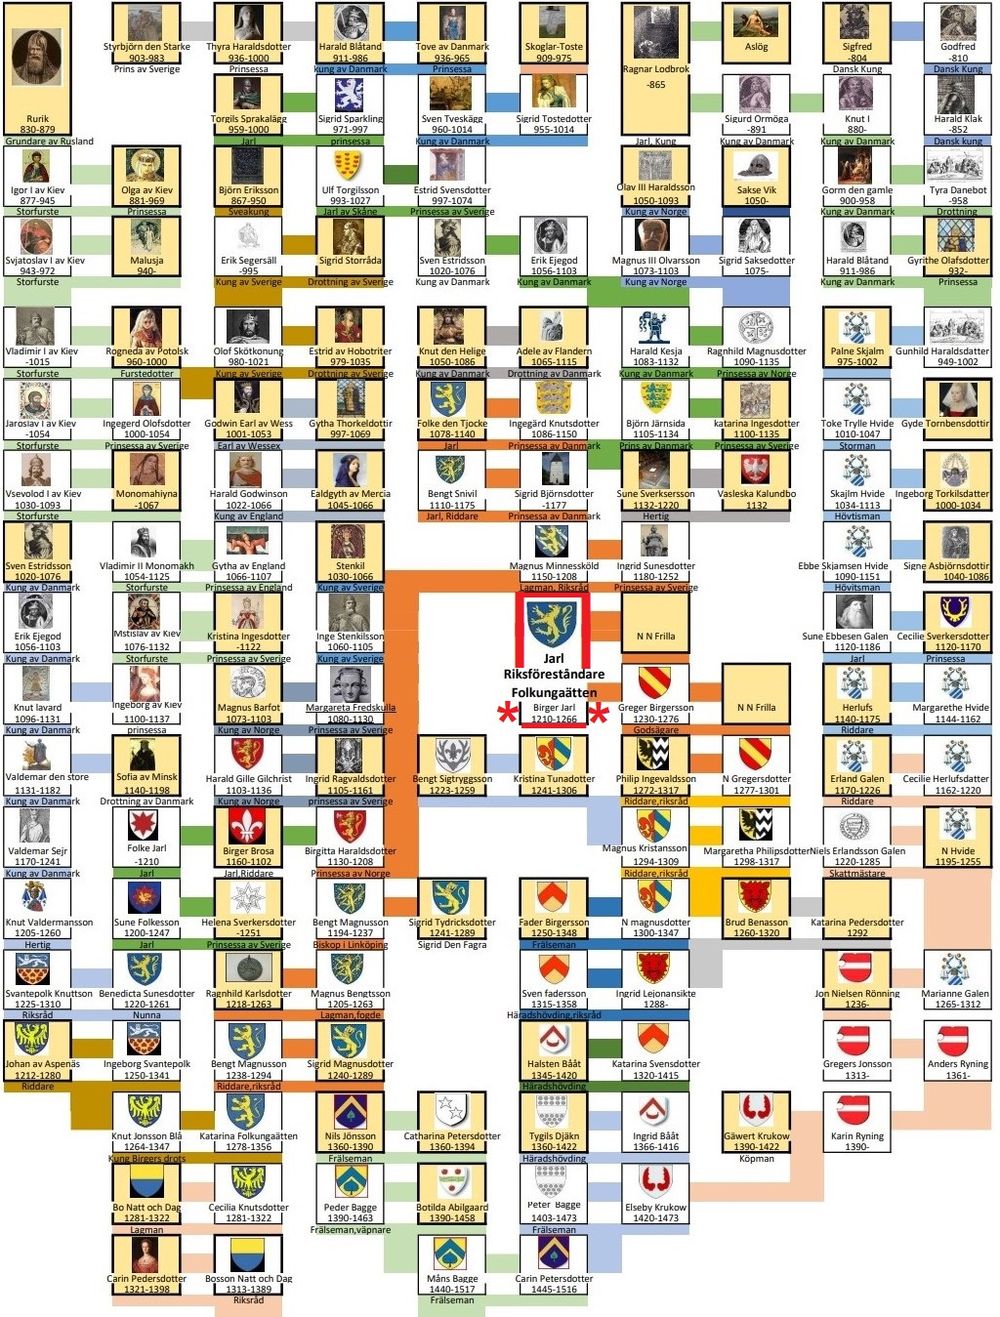 Rurik
830-879
Grundare av Rusland
Styrbjörn den Starke
903-983
Prins av Sverige
Thyra Haraldsdotter
936-1000
Prinsessa
Harald Blåtand
911-986
kung av Danmark
Tove av Danmark
936-965
Prinsessa
Skoglar-Toste
909-975
Ragnar Lodbrok
-865
Jarl, Kung
Aslög
Sigfred
-804
Dansk Kung
Godfred
-810
Dansk Kung
Torgils Sprakalägg
959-1000
Jarl
Sigrid Sparkling
971-997
prinsessa
Sven Tveskägg
960-1014
Kung av Danmark
Sigrid Tostedotter
955-1014
Sigurd Ormöga
-891
Kung av Danmark
Knut I
880-
Kung av Danmark
Harald Klak
-852
Dansk kung
Igor I av Kiev
877-945
Storfurste
Olga av Kiev
881-969
Prinsessa
Björn Eriksson
867-950
Sveakung
Ulf Torgilsson
993-1027
Jarl av Skåne
Estrid Svensdotter
997-1074
Prinsessa av Sverige
Olav III Haraldsson
1050-1093
Kung av Norge
Sakse Vik
1050-
Gorm den gamle
900-958
Kung av Danmark
Tyra Danebot
-958
Drottning
Svjatoslav I av Kiev
943-972
Storfurste
Malusja
940-
Erik Segersäll
-995
Kung av Sverige
Sigrid Storråda
Drottning av Sverige
Sven Estridsson
1020-1076
Kung av Danmark
Erik Ejegod
1056-1103
Kung av Danmark
Magnus III Olvarsson
1073-1103
Kung av Norge
Sigrid Saksedotter
1075-
Harald Blåtand
911-986
Kung av Danmark
Gyrithe Olafsdotter
932-
Prinsessa
Vladimir I av Kiev
-1015
Storfurste
Rogneda av Potolsk
960-1000
Furstedotter
Olof Skötkonung
980-1021
Kung av Sverige
Estrid av Hobotriter
979-1035
Drottning av Sverige
Knut den Helige
1050-1086
Kung av Danmark
Adele av Flandern
1065-1115
Drottning av Danmark
Harald Kesja
1083-1132
Kung av Danmark
Ragnhild Magnusdotter
1090-1135
Prinsessa av Norge
Palne Skjalm
975-1002
Gunhild Haraldsdatter
949-1002
Jaroslav I av Kiev
-1054
Storfurste
Ingegerd Olofsdotter
1000-1054
Prinsessa av Sverige
Godwin Earl av Wess
1001-1053
Earl av Wessex
Gytha Thorkeldottir
997-1069
Folke den Tjocke
1078-1140
Jarl
Ingegärd Knutsdotter
1086-1150
Prinsessa av Danmark
Björn Järnsida
1105-1134
Prins av Danmark
katarina Ingesdotter
1100-1135
Prinsessa av Sverige
Toke Trylle Hvide
1010-1047
Storman
Gyde Tornbensdottir
Vsevolod I av Kiev
1030-1093
Storfurste
Monomahiyna
-1067
Harald Godwinson
1022-1066
Kung av England
Ealdgyth av Mercia
1045-1066
Bengt Snivil
1110-1175
Jarl, Riddare
Sigrid Björnsdotter
-1177
Prinsessa av Danmark
Sune Sverksersson
1132-1220
Hertig
Vasleska Kalundbo
1132
Skajlm Hvide
1034-1113
Hövtisman
Ingeborg Torkilsdatter
1000-1034
Sven Estridsson
1020-1076
Kung av Danmark
Vladimir II Monomakh
1054-1125
Storfurste
Gytha av England
1066-1107
Prinsessa av England
Stenkil
1030-1066
Kung av Sverige
Magnus Minnessköld
1150-1208
Lagman, Riksråd
Ingrid Sunesdotter
1180-1252
Prinsessa av Sverige
Ebbe Skjamsen Hvide
1090-1151
Hövitsman
Signe Asbjörnsdottir
1040-1086
Erik Ejegod
1056-1103
Kung av Danmark
Mstislav av Kiev
1076-1132
Storfurste
Kristina Ingesdotter
-1122
Prinsessa av Sverige
Inge Stenkilsson
1060-1105
Kung av Sverige
Jarl
Riksföreståndare
Folkungaätten
Birger Jarl
* 1210-1266 *
N N Frilla
Sune Ebbesen Galen
1120-1186
Jarl
Cecilie Sverkersdotter
1120-1170
Prinsessa
Knut lavard
1096-1131
Kung av Danmark
Ingeborg av Kiev
1100-1137
prinsessa
Magnus Barfot
1073-1103
Kung av Norge
Margareta Fredskulla
1080-1130
Prinsessa av Sverige
Greger Birgersson
1230-1276
Godsägare
N N Frilla
Herlufs
1140-1175
Riddare
Margarethe Hvide
1144-1162
Valdemar den store
1131-1182
Kung av Danmark
Sofia av Minsk
1140-1198
Drottning av Danmark
Harald Gille Gilchrist
1103-1136
Kung av Norge
Ingrid Ragvaldsdotter
1105-1161
prinsessa av Sverige
Bengt Sigtryggsson
1223-1259
Kristina Tunadotter
1241-1306
Philip Ingevaldsson
1272-1317
Riddare,riksråd
N Gregersdotter
1277-1301
Erland Galen
1170-1226
Riddare
Cecilie Herlufsdatter
1162-1220
Valdemar Sejr
1170-1241
Kung av Danmark
Folke Jarl
-1210
Jarl
Birger Brosa
1160-1102
Jarl,Riddare
Birgitta Haraldsdotter
1130-1208
Prinsessa av Norge
Magnus Kristansson
1294-1309
Riddare,riksråd
Margaretha Philipsdotter
1298-1317
Niels Erlandsson Galen
1220-1285
Skattmästare
N Hvide
1195-1255
Knut Valdermansson
1205-1260
Hertig
Sune Folkesson
1200-1247
Jarl
Helena Sverkersdotter
-1251
Prinsessa av Sverige
Bengt Magnusson
1194-1237
Biskop i Linköping
Sigrid Tydricksdotter
1241-1289
Sigrid Den Fagra
Fader Birgersson
1250-1348
Frälseman
N magnusdotter
1300-1347
Brud Benasson
1260-1320
Katarina Pedersdotter
1292
Svantepolk Knuttson
1225-1310
Riksråd
Benedicta Sunesdotter
1220-1261
Nunna
Ragnhild Karlsdotter
1218-1263
Magnus Bengtsson
1205-1263
Lagman,fogde
Sven fadersson
1315-1358
Häradshövding,riksråd
Ingrid Lejonansikte
1288-
Jon Nielsen Rönning
1236-
Marianne Galen
1265-1312
Johan av Aspenäs
1212-1280
Riddare
Ingeborg Svantepolk
1250-1341
Bengt Magnusson
1238-1294
Riddare,riksråd
Sigrid Magnusdotter
1240-1289
Halsten Bååt
1345-1420
Häradshövding
Katarina Svensdotter
1320-1415
Gregers Jonsson
1313-
Anders Ryning
1361-
Knut Jonsson Blå
1264-1347
Kung Birgers drots
Katarina Folkungaätten
1278-1356
Nils Jönsson
1360-1390
Frälseman
Catharina Petersdotter
1360-1394
Tygils Djäkn
1360-1422
Häradshövding
Ingrid Bååt
1366-1416
Gäwert Krukow
1390-1422
Köpman
Karin Ryning
1390-
Bo Natt och Dag
1281-1322
Lagman
Cecilia Knutsdotter
1281-1322
Peder Bagge
1390-1463
Frälseman,väpnare
Botilda Abilgaard
1390-1458
Peter Bagge
1403-1473
Frälseman
Elseby Krukow
1420-1473
Carin Pedersdotter
1321-1398
Bosson Natt och Dag
1313-1389
Riksråd
Måns Bagge
1440-1517
Frälseman
Carin Petersdotter
1445-1516